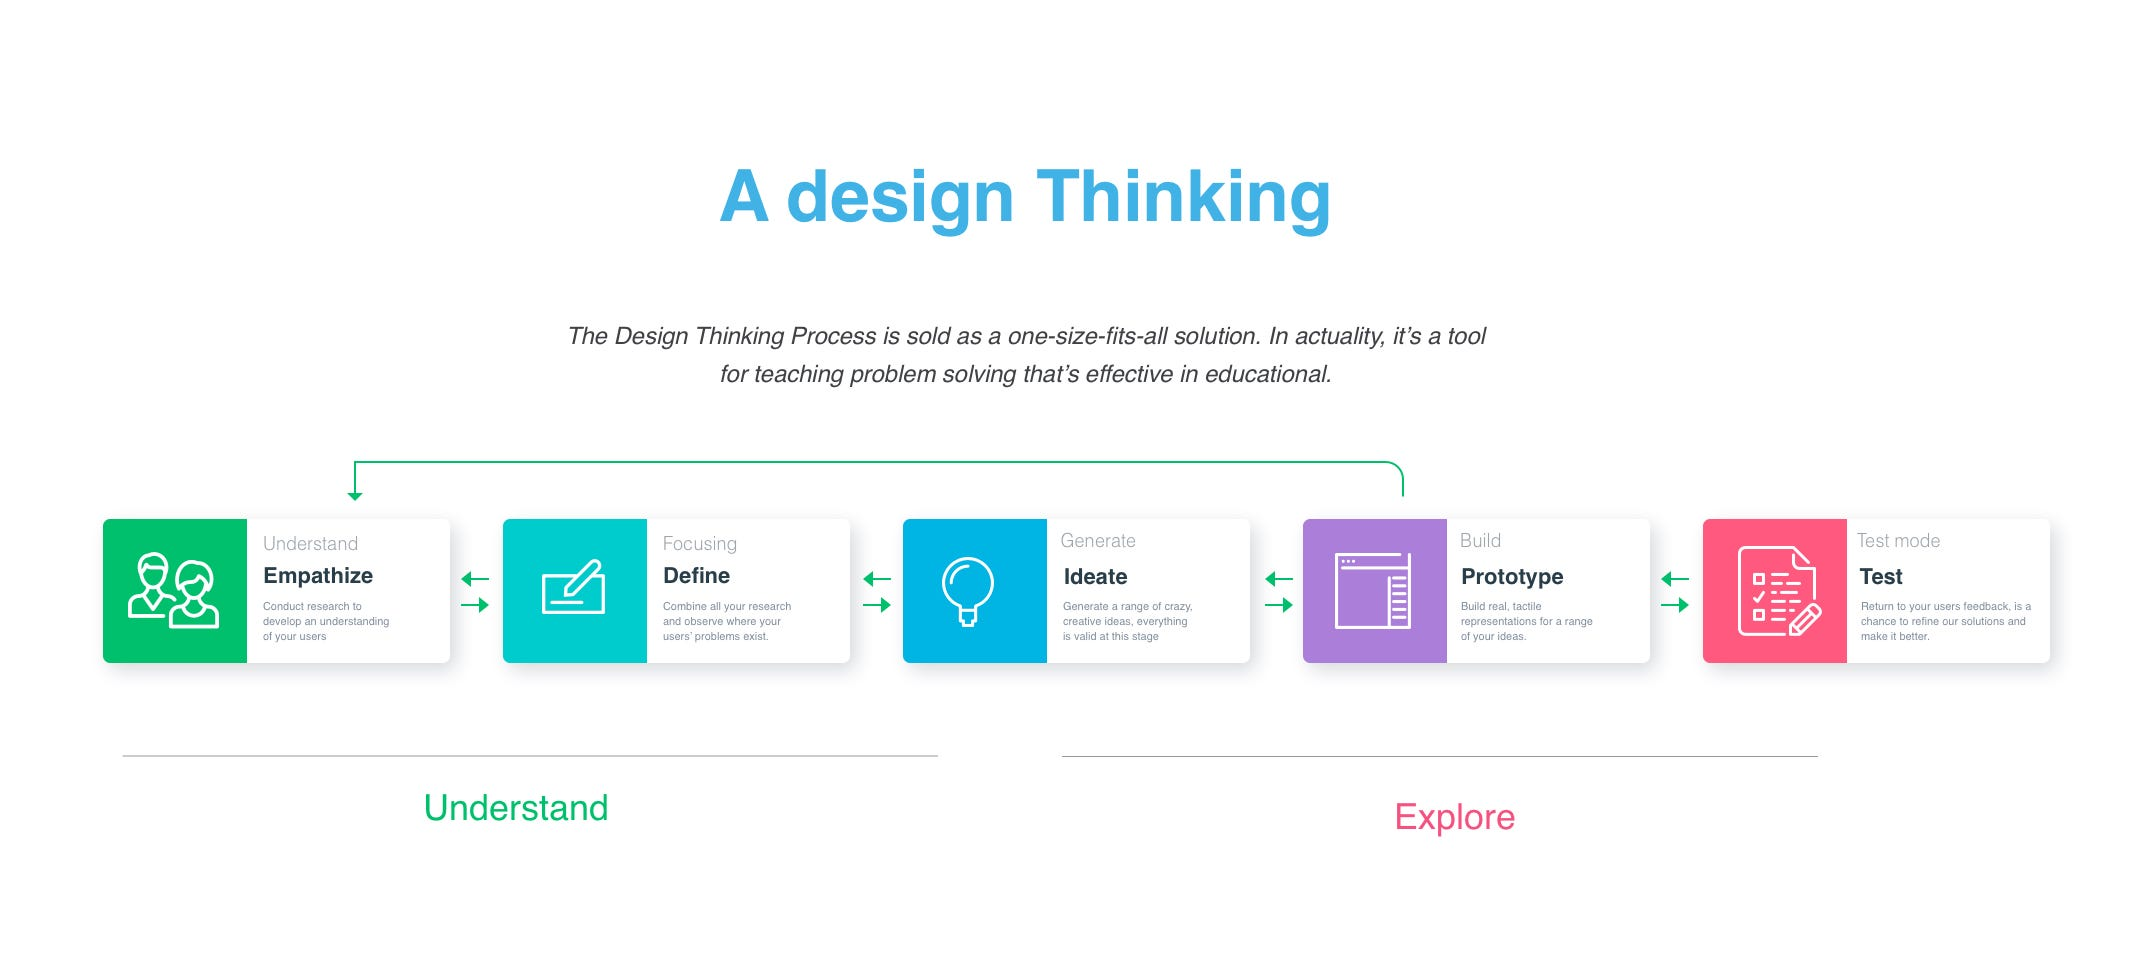 A design Thinking
The Design Thinking Process is sold as a one-size-fits-all solution. In actuality, it’s a tool
for teaching problem solving that’s effective in educational.
Understand
Empathize
Conduct research to
develop an understanding
of your users
Focusing
Define
Combine all your research
and observe where your
users’ problems exist.
Generate
Ideate
Generate a range of crazy,
creative ideas, everything
is valid at this stage
Build
Prototype
Build real, tactile
representations for a range
of your ideas.
Test mode
Test
Return to your users feedback, is a
chance to refine our solutions and
make it better.
Understand
Explore